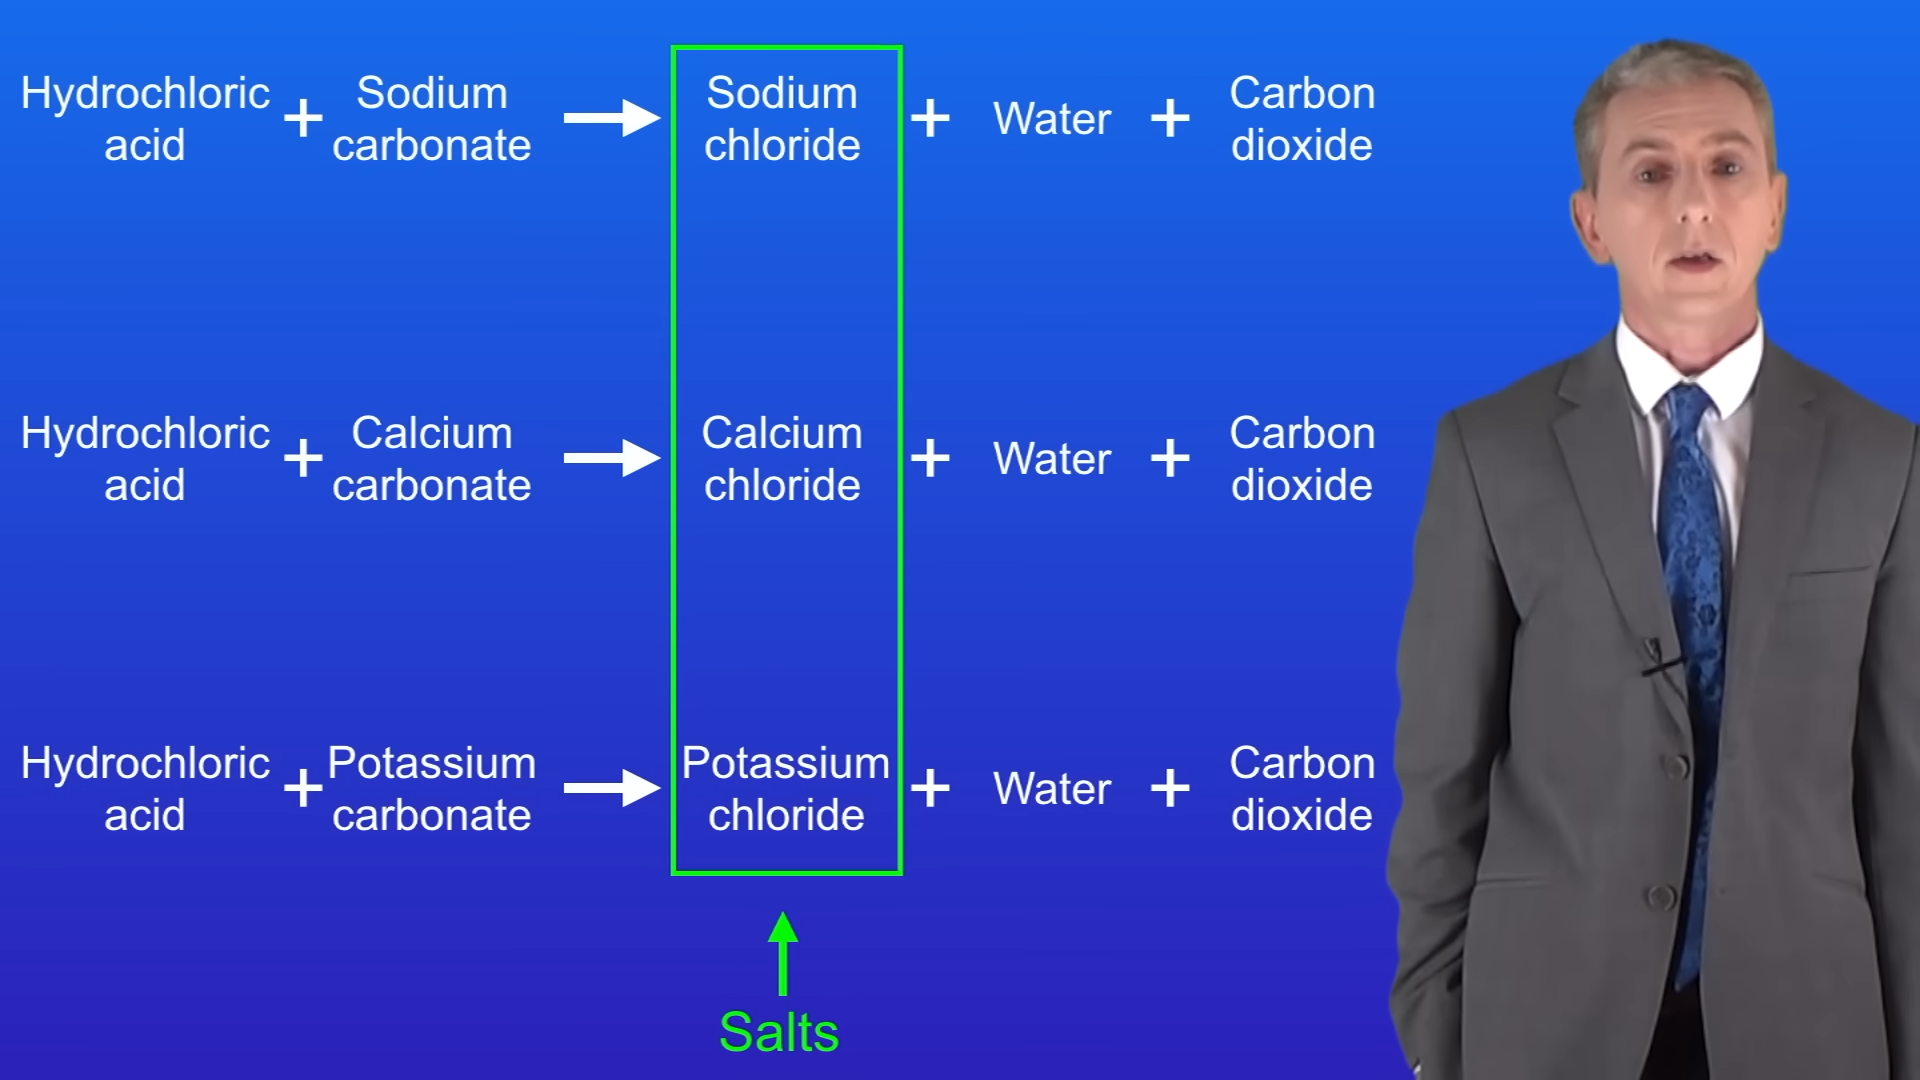 Hydrochloric acid + Sodium carbonate → Sodium chloride + Water + Carbon dioxide
Hydrochloric acid + Calcium carbonate → Calcium chloride + Water + Carbon dioxide
Hydrochloric acid + Potassium carbonate → Potassium chloride + Water + Carbon dioxide
Salts